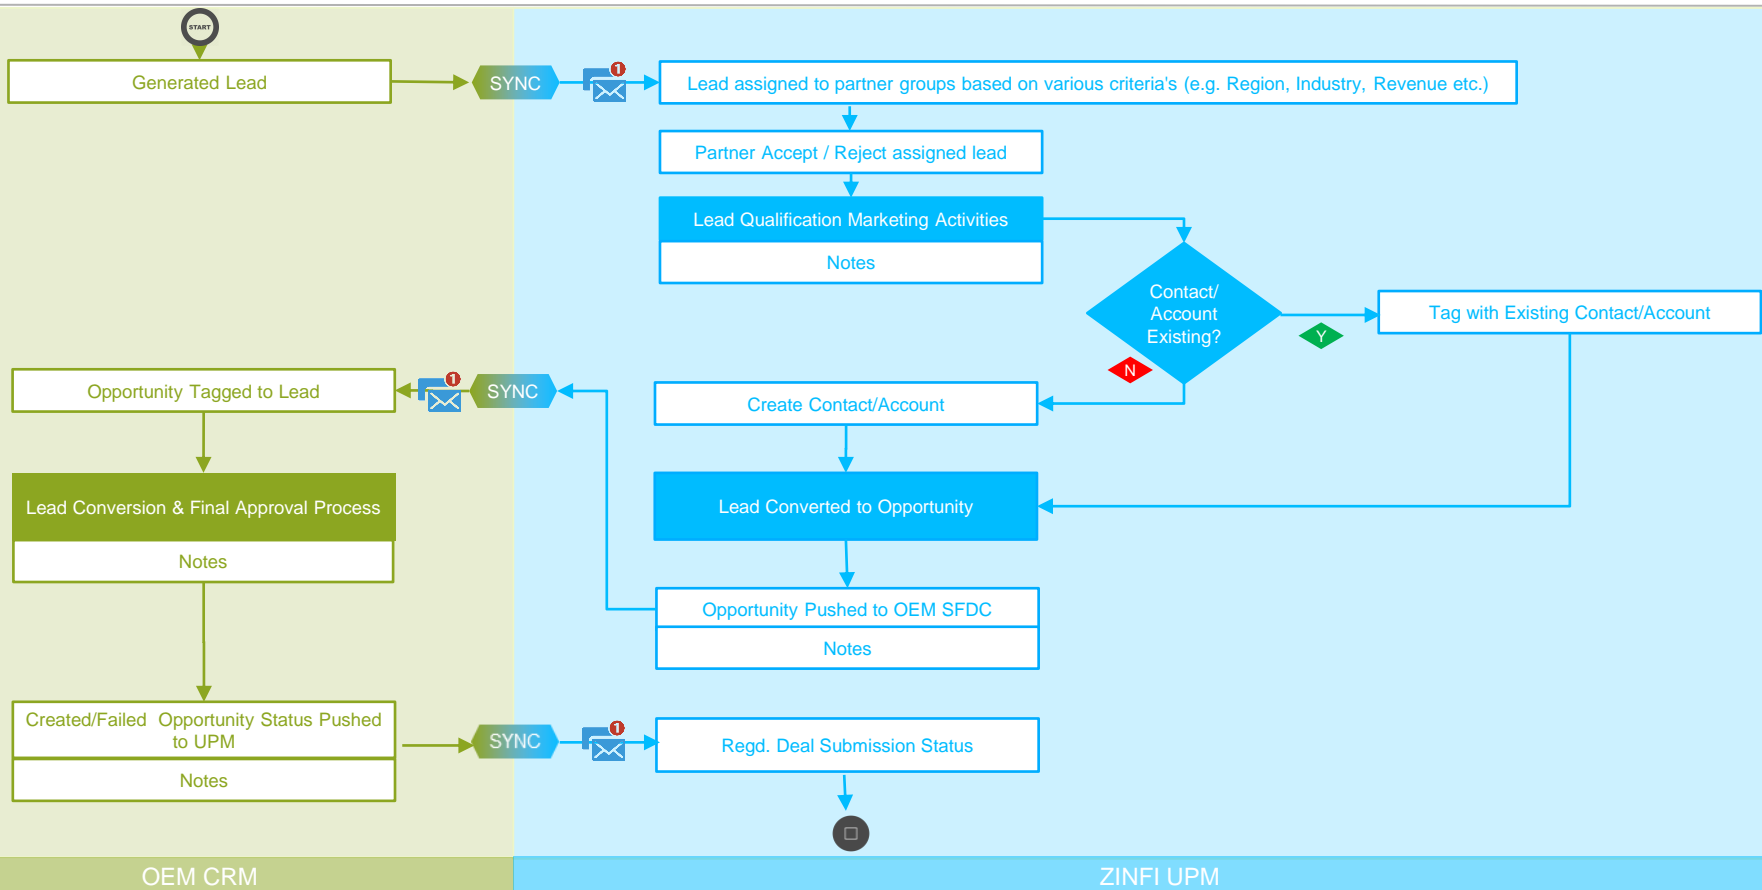 START
Generated Lead
SYNC
1
Lead assigned to partner groups based on various criteria's (e.g. Region, Industry, Revenue etc.)
Partner Accept / Reject assigned lead
Lead Qualification Marketing Activities
Notes
Contact/
Account
Existing?
Y
Tag with Existing Contact/Account
N
Opportunity Tagged to Lead
1
SYNC
Create Contact/Account
Lead Conversion & Final Approval Process
Notes
Lead Converted to Opportunity
Opportunity Pushed to OEM SFDC
Notes
Created/Failed Opportunity Status Pushed
to UPM
Notes
SYNC
1
Regd. Deal Submission Status
OEM CRM
ZINFI UPM